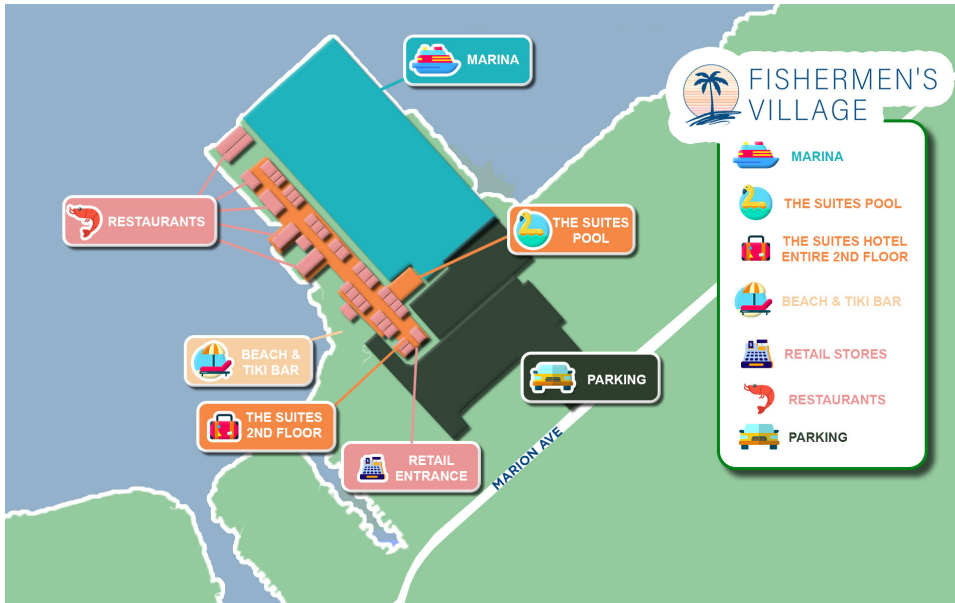 MARINA
FISHERMEN'S
VILLAGE
MARINA
THE SUITES POOL
THE SUITES HOTEL
ENTIRE 2ND FLOOR
BEACH & TIKI BAR
RETAIL STORES
RESTAURANTS
PARKING
RESTAURANTS
THE SUITES
POOL
BEACH &
TIKI BAR
PARKING
THE SUITES
2ND FLOOR
RETAIL
ENTRANCE
MARION AVE